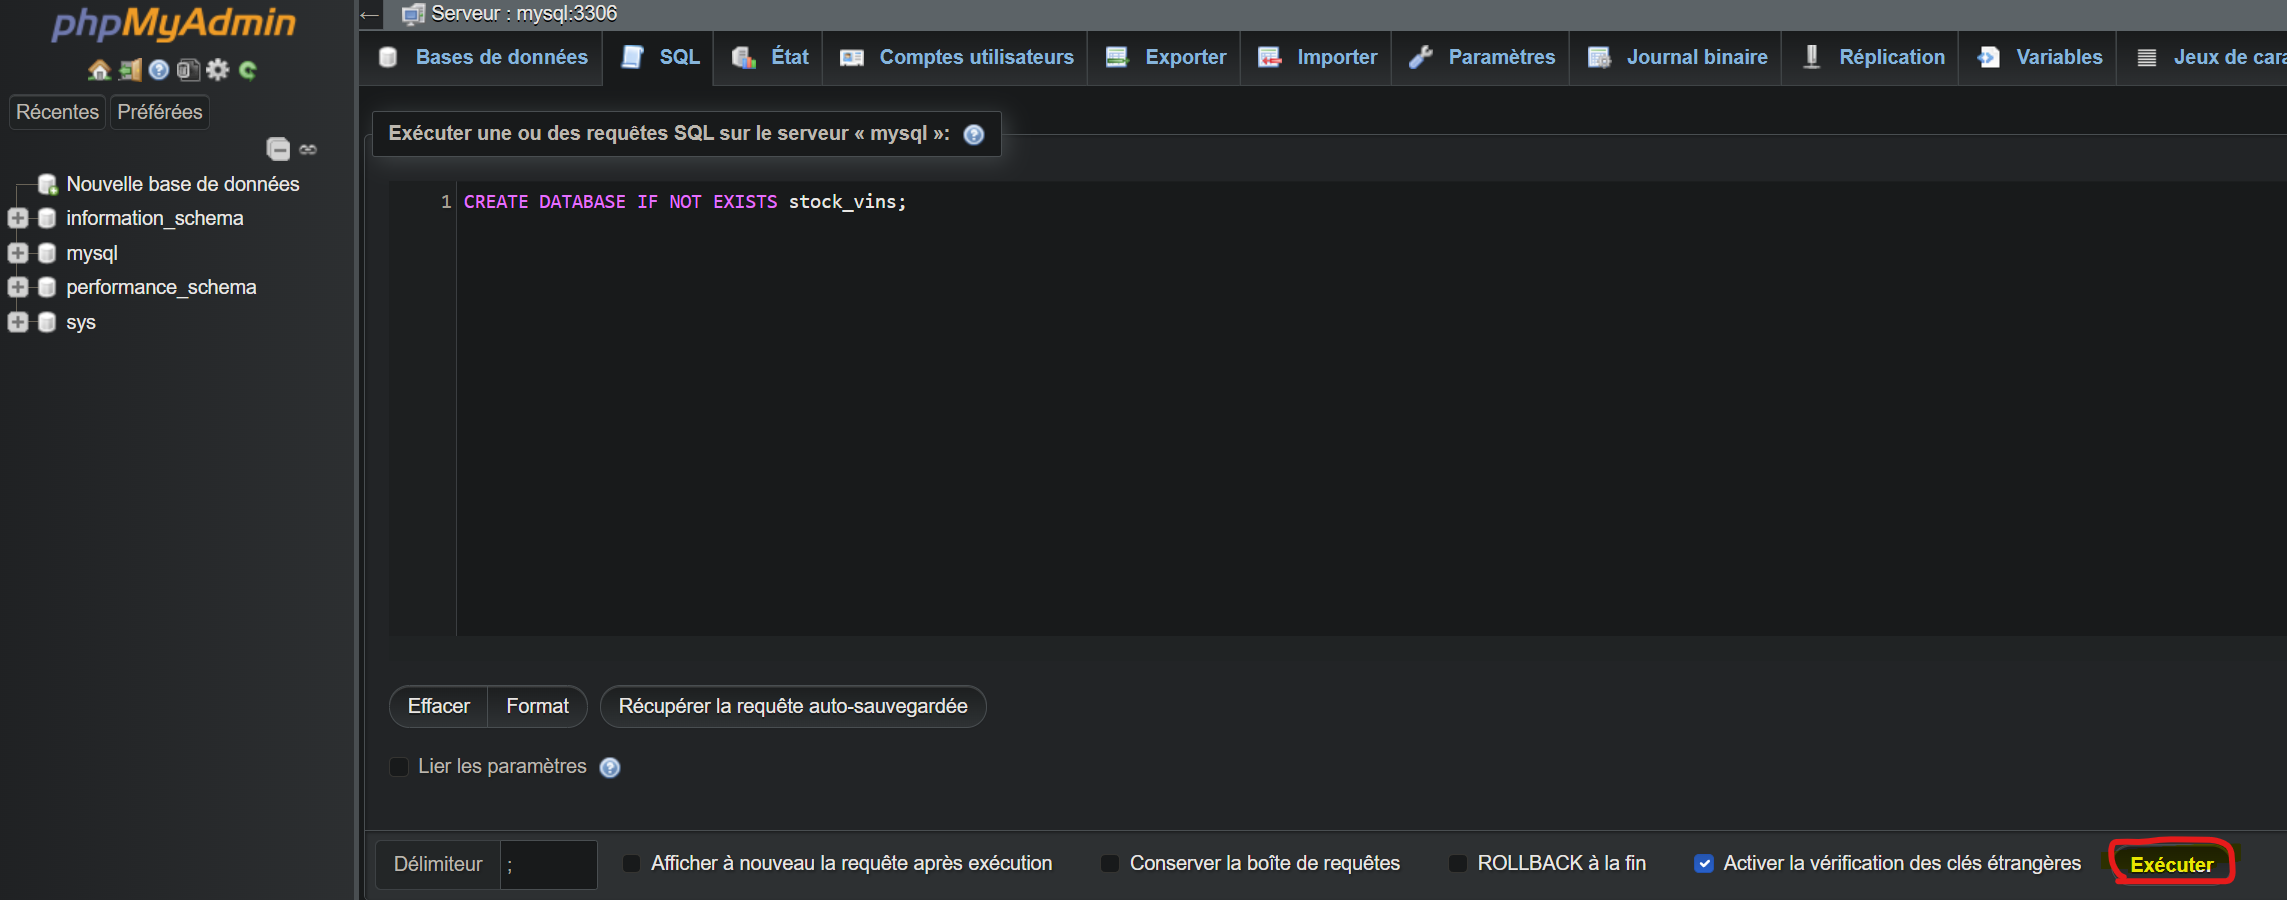 phpMyAdmin
Récentes Préférées
Nouvelle base de données
information_schema
mysql
performance_schema
sys
Serveur : mysql:3306
Bases de données SQL État Comptes utilisateurs Exporter Importer Paramètres Journal binaire Réplication Variables Jeux de cara
Exécuter une ou des requêtes SQL sur le serveur « mysql »:
1 CREATE DATABASE IF NOT EXISTS stock_vins;
Effacer Format Récupérer la requête auto-sauvegardée
Lier les paramètres
Délimiteur ; Afficher à nouveau la requête après exécution Conserver la boîte de requêtes ROLLBACK à la fin Activer la vérification des clés étrangères Exécuter